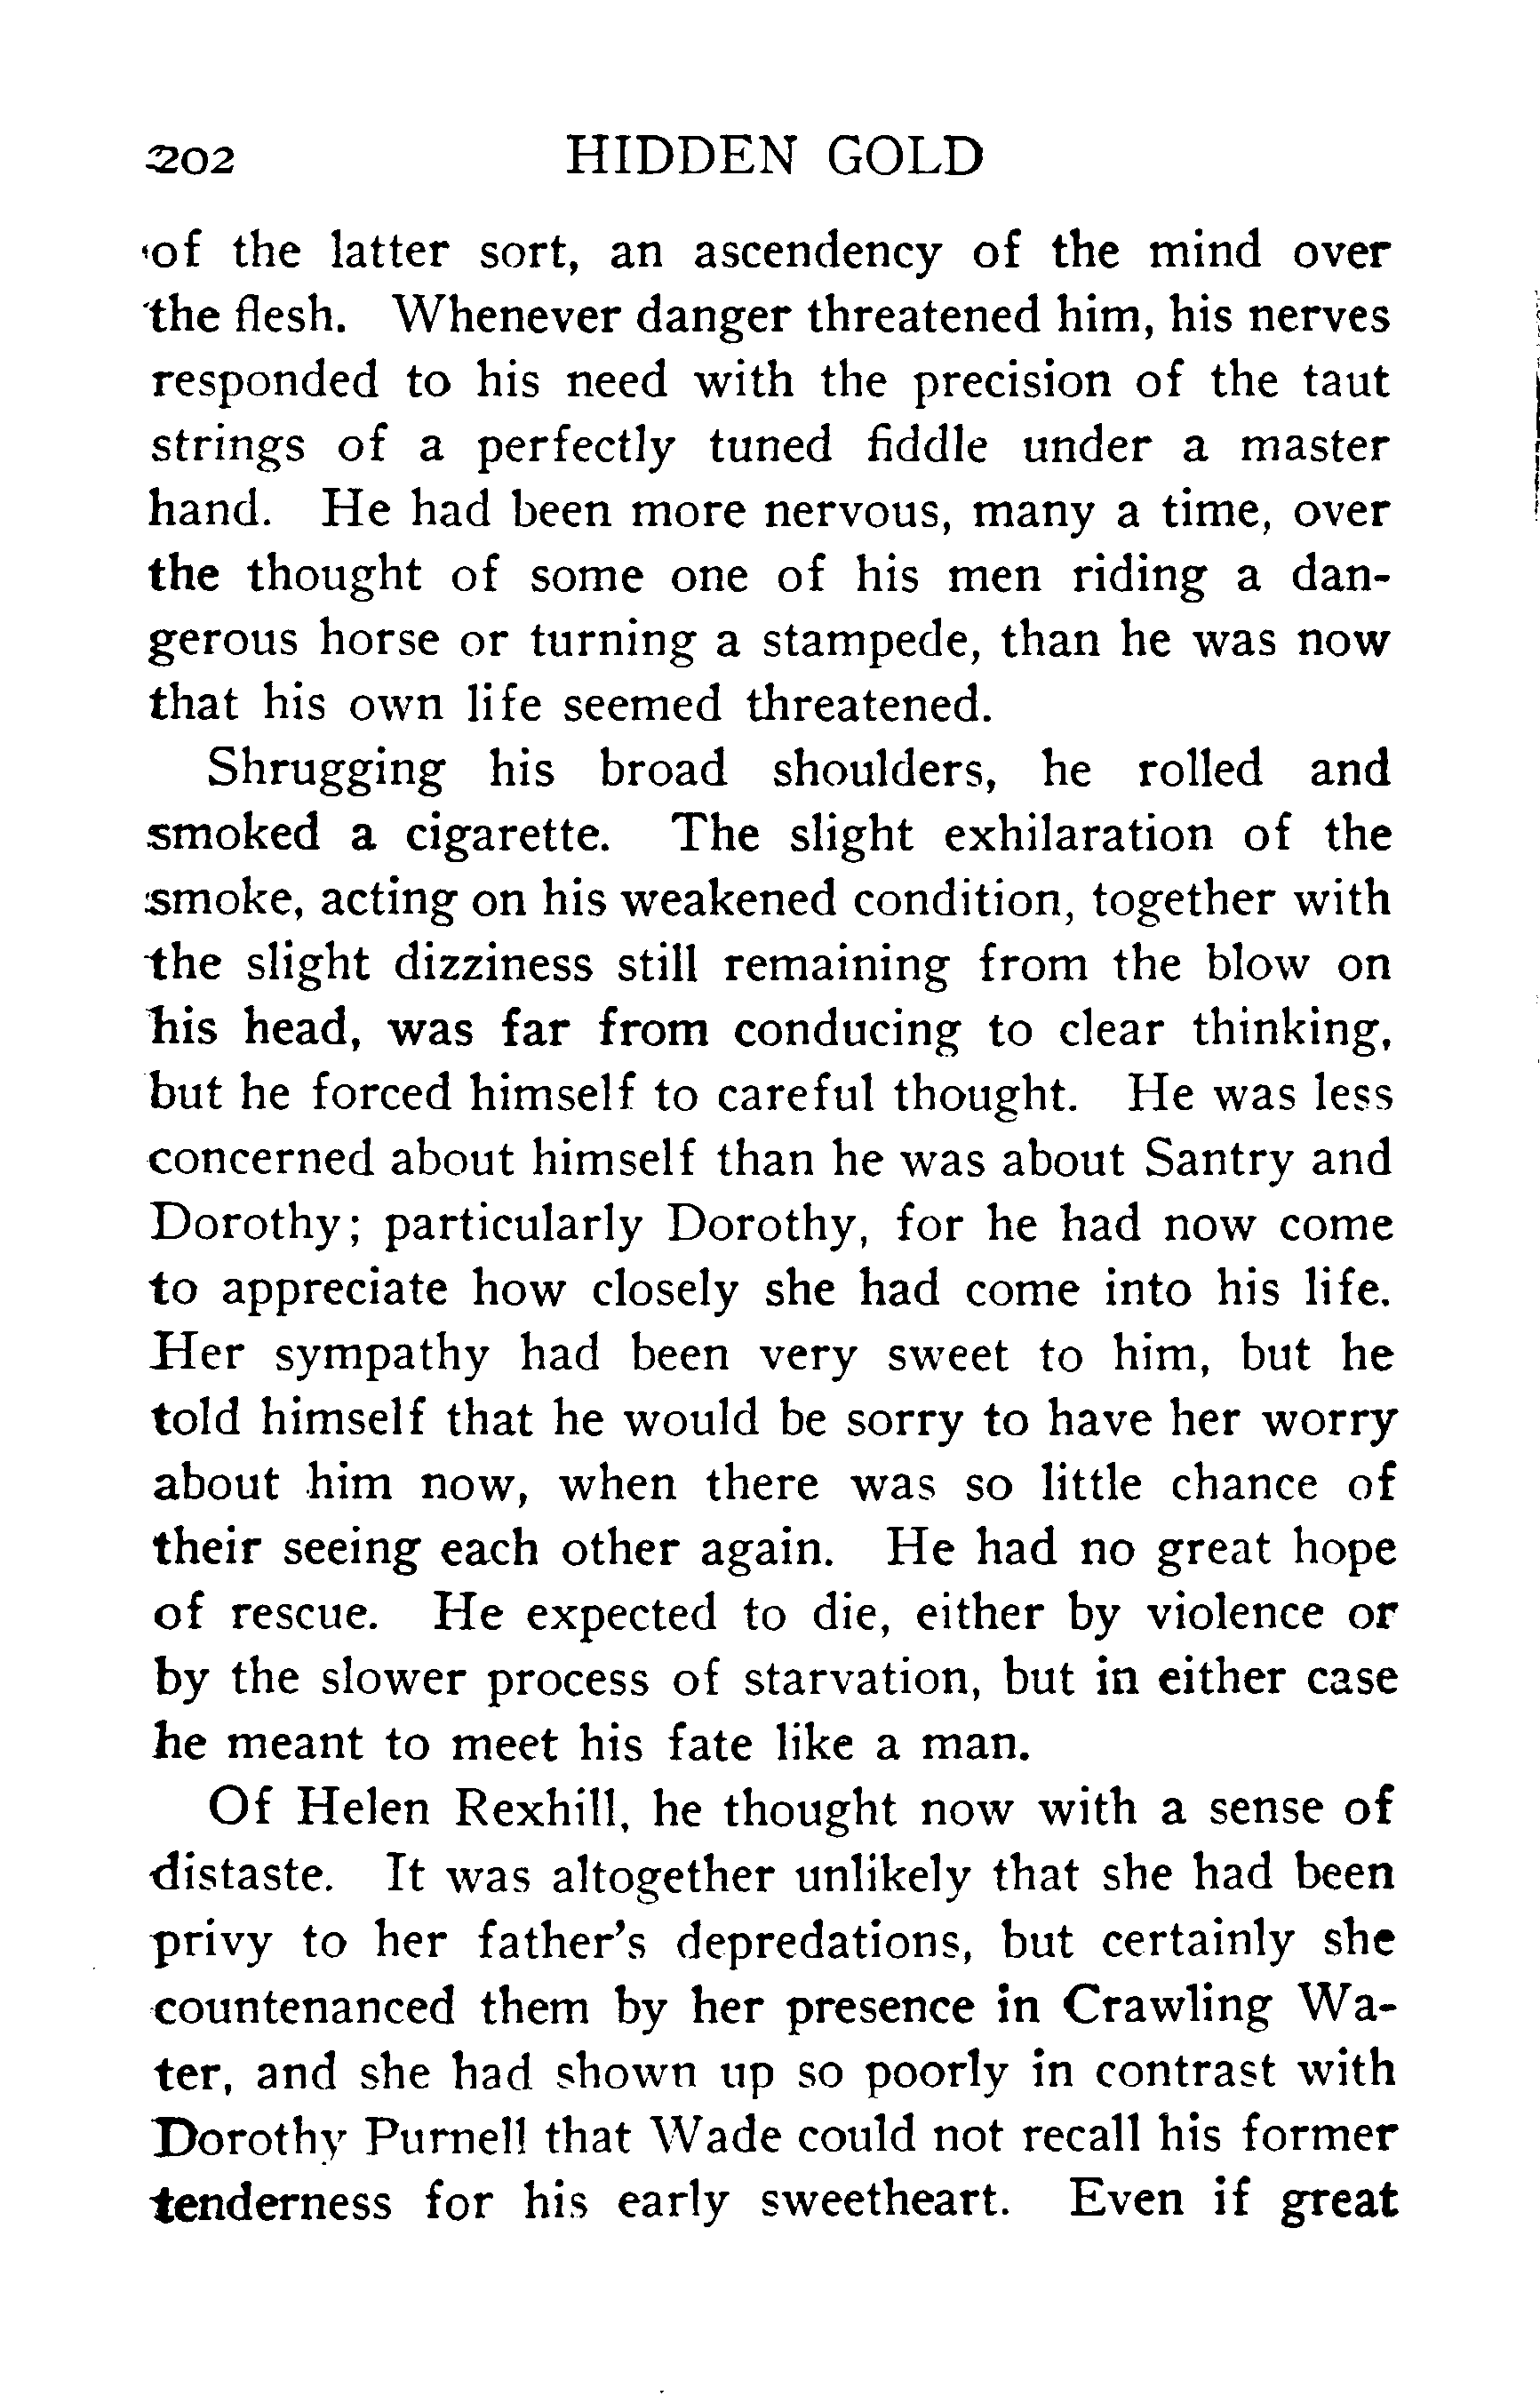 202 HIDDEN GOLD
of the latter sort, an ascendency of the mind over
the flesh. Whenever danger threatened him, his nerves
responded to his need with the precision of the taut
strings of a perfectly tuned fiddle under a master
hand. He had been more nervous, many a time, over
the thought of some one of his men riding a dan-
gerous horse or turning a stampede, than he was now
that his own life seemed threatened.
Shrugging his broad shoulders, he rolled and
smoked a cigarette. The slight exhilaration of the
smoke, acting on his weakened condition, together with
the slight dizziness still remaining from the blow on
his head, was far from conducing to clear thinking,
but he forced himself to careful thought. He was less
concerned about himself than he was about Santry and
Dorothy; particularly Dorothy, for he had now come
to appreciate how closely she had come into his life.
Her sympathy had been very sweet to him, but he
told himself that he would be sorry to have her worry
about him now, when there was so little chance of
their seeing each other again. He had no great hope
of rescue. He expected to die, either by violence or
by the slower process of starvation, but in either case
he meant to meet his fate like a man.
Of Helen Rexhill, he thought now with a sense of
distaste. It was altogether unlikely that she had been
privy to her father's depredations, but certainly she
countenanced them by her presence in Crawling Wa-
ter, and she had shown up so poorly in contrast with
Dorothy Purnell that Wade could not recall his former
tenderness for his early sweetheart. Even if great